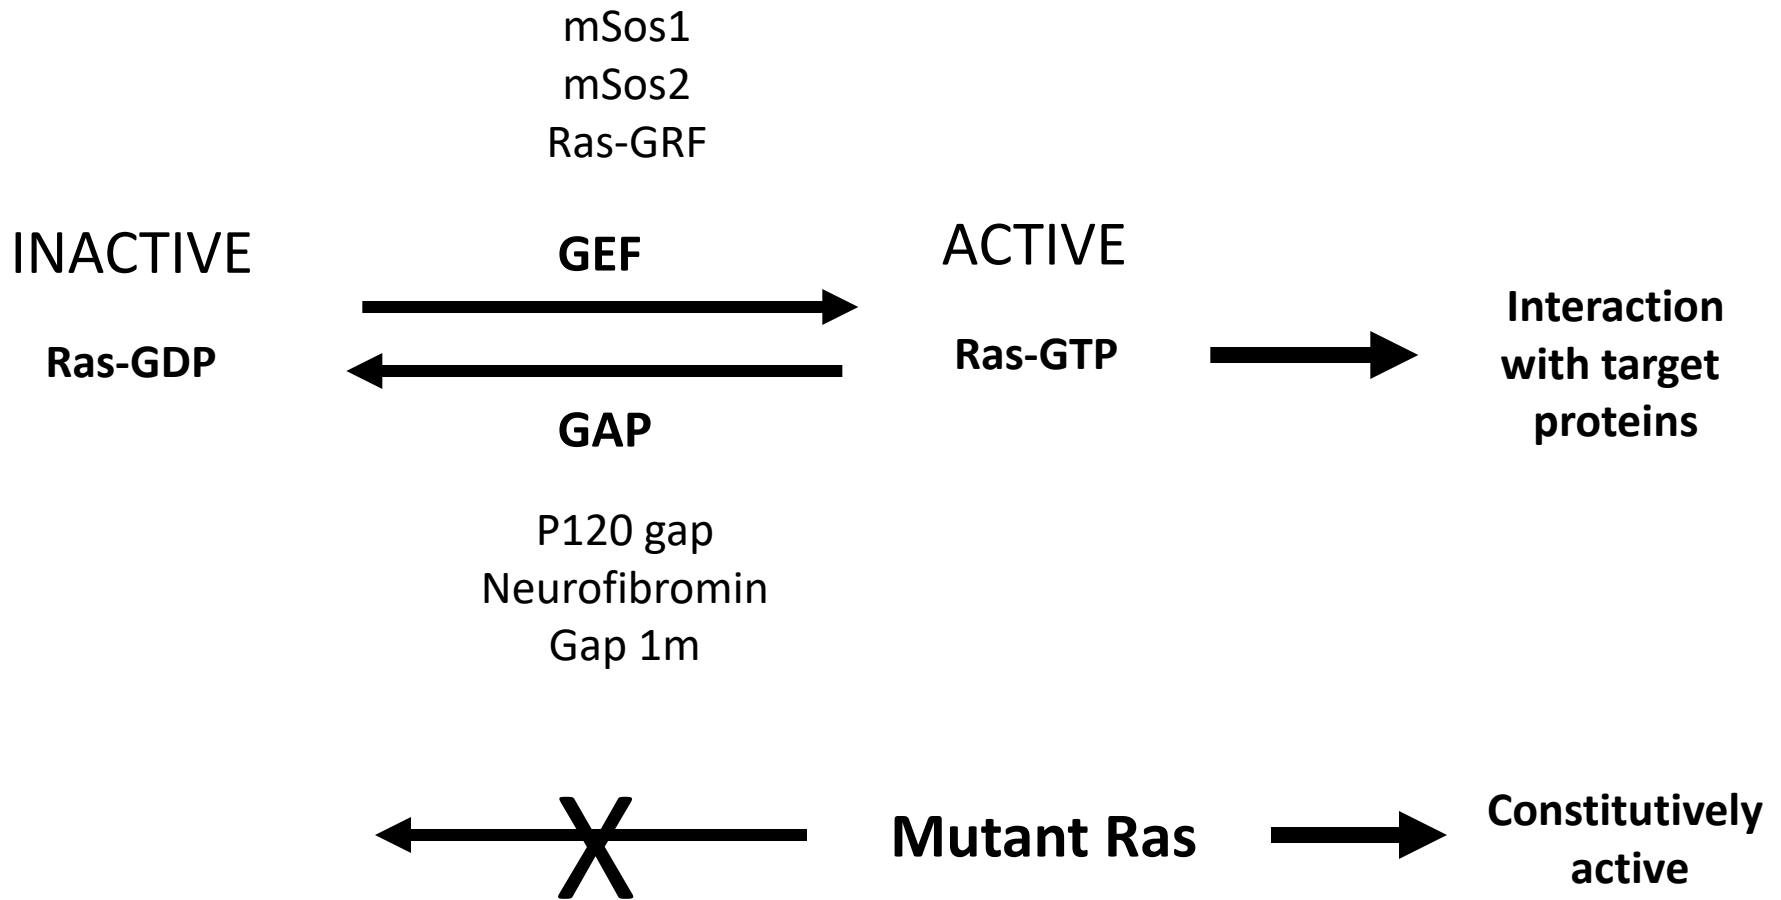 mSos1
mSos2
Ras-GRF
INACTIVE
GEF
ACTIVE
Ras-GDP
Ras-GTP
Interaction
with target
proteins
GAP
P120 gap
Neurofibromin
Gap 1m
X
Mutant Ras
Constitutively
active